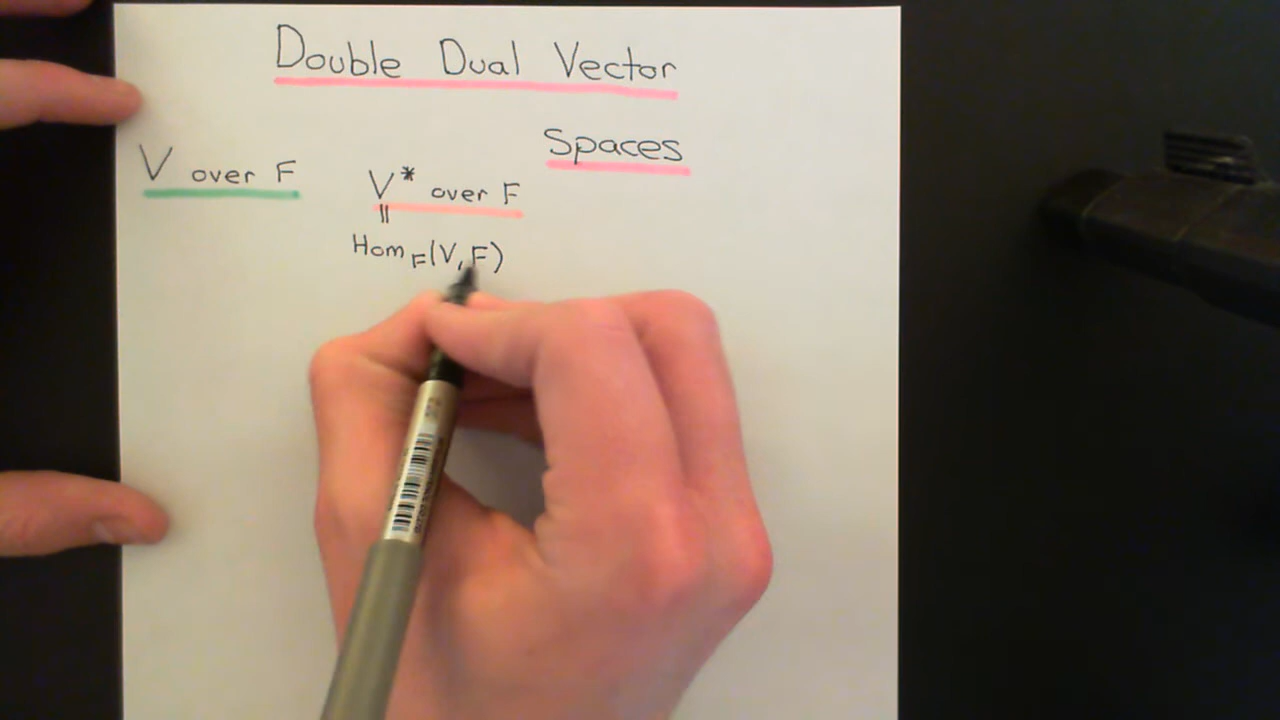 Double Dual Vector
Spaces
V over F
V* over F
||
Hom_F(V, F)